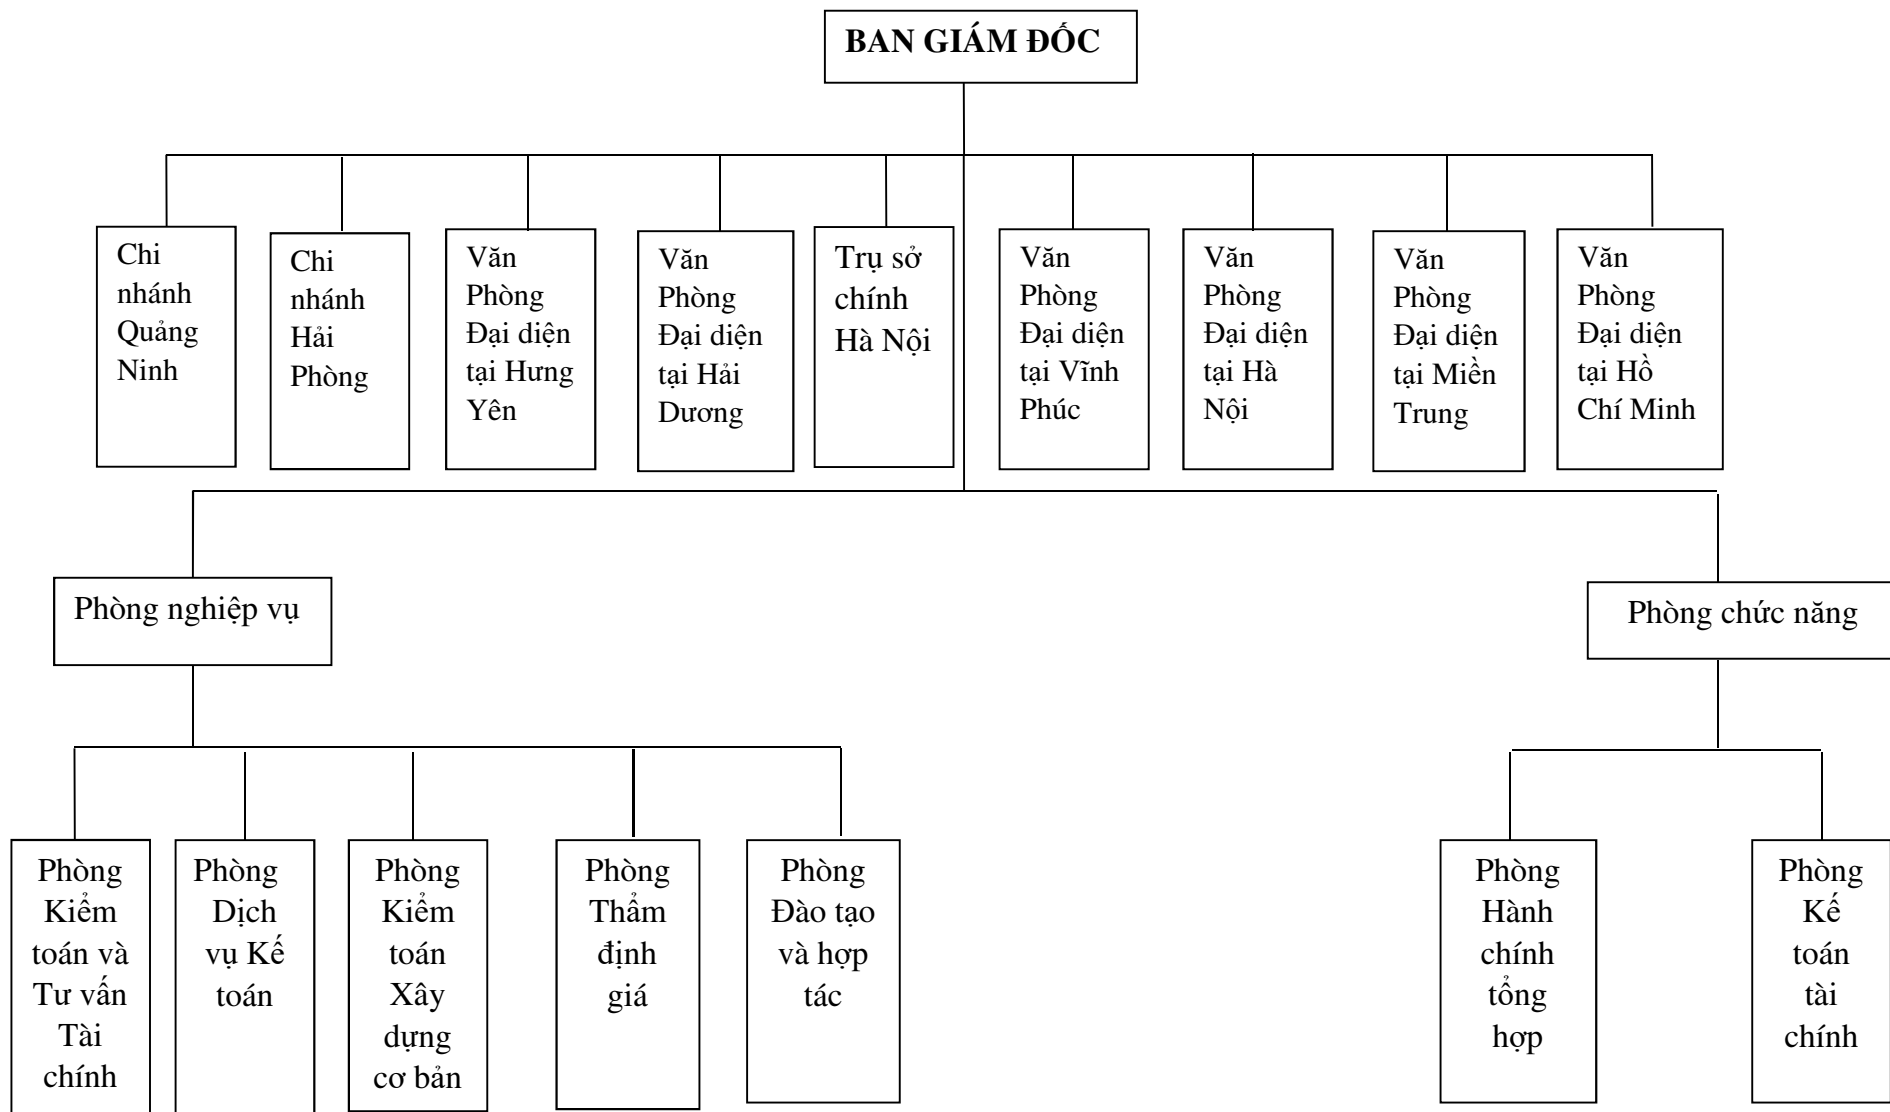 BAN GIÁM ĐỐC
Chi
nhánh
Quảng
Ninh
Chi
nhánh
Hải
Phòng
Văn
Phòng
Đại diện
tại Hưng
Yên
Văn
Phòng
Đại diện
tại Hải
Dương
Trụ sở
chính
Hà Nội
Văn
Phòng
Đại diện
tại Vĩnh
Phúc
Văn
Phòng
Đại diện
tại Hà
Nội
Văn
Phòng
Đại diện
tại Miền
Trung
Văn
Phòng
Đại diện
tại Hồ
Chí Minh
Phòng nghiệp vụ
Phòng chức năng
Phòng
Kiểm
toán và
Tư vấn
Tài
chính
Phòng
Dịch
vụ Kế
toán
Phòng
Kiểm
toán
Xây
dựng
cơ bản
Phòng
Thẩm
định
giá
Phòng
Đào tạo
và hợp
tác
Phòng
Hành
chính
tổng
hợp
Phòng
Kế
toán
tài
chính